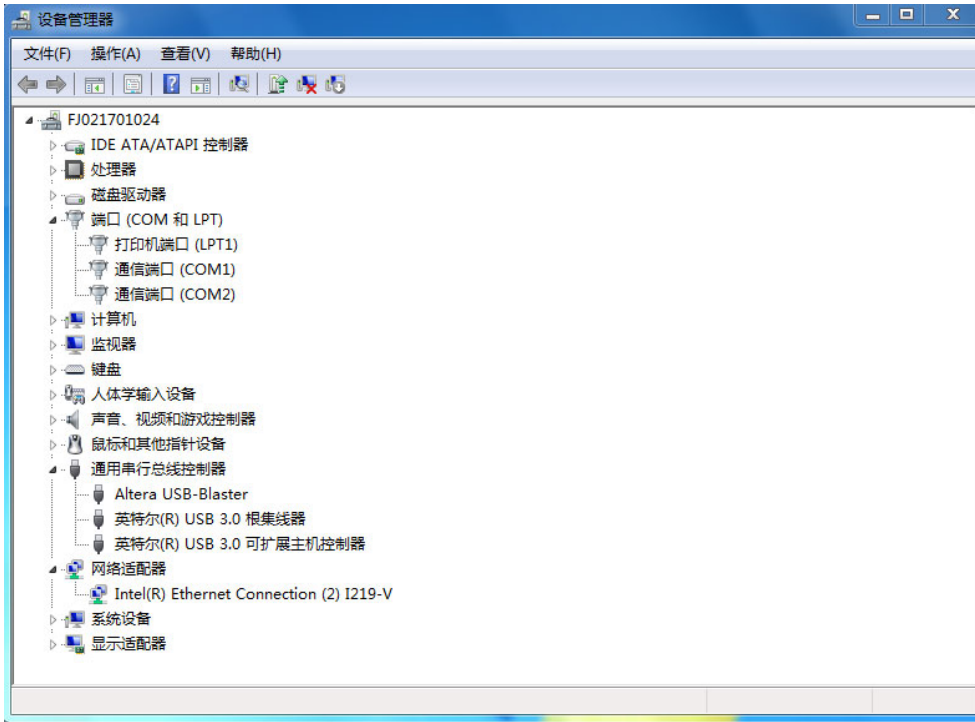 设备管理器
文件(F) 操作(A) 查看(V) 帮助(H)
FJ021701024
IDE ATA/ATAPI 控制器
处理器
磁盘驱动器
端口 (COM 和 LPT)
打印机端口 (LPT1)
通信端口 (COM1)
通信端口 (COM2)
计算机
监视器
键盘
人体学输入设备
声音、视频和游戏控制器
鼠标和其他指针设备
通用串行总线控制器
Altera USB-Blaster
英特尔(R) USB 3.0 根集线器
英特尔(R) USB 3.0 可扩展主机控制器
网络适配器
Intel(R) Ethernet Connection (2) I219-V
系统设备
显示适配器